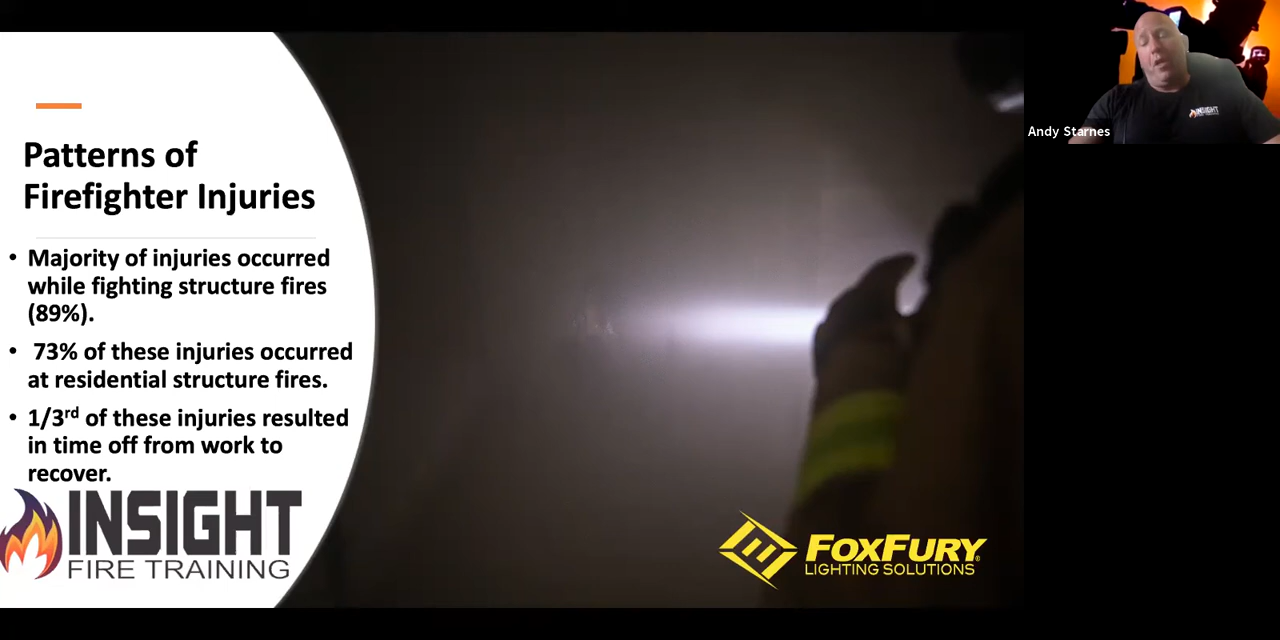 Patterns of
Firefighter Injuries
• Majority of injuries occurred
while fighting structure fires
(89%).
• 73% of these injuries occurred
at residential structure fires.
• 1/3rd of these injuries resulted
in time off from work to
recover.
INSIGHT
FIRE TRAINING
FOXFURY®
LIGHTING SOLUTIONS
Andy Starnes
INSIGHT